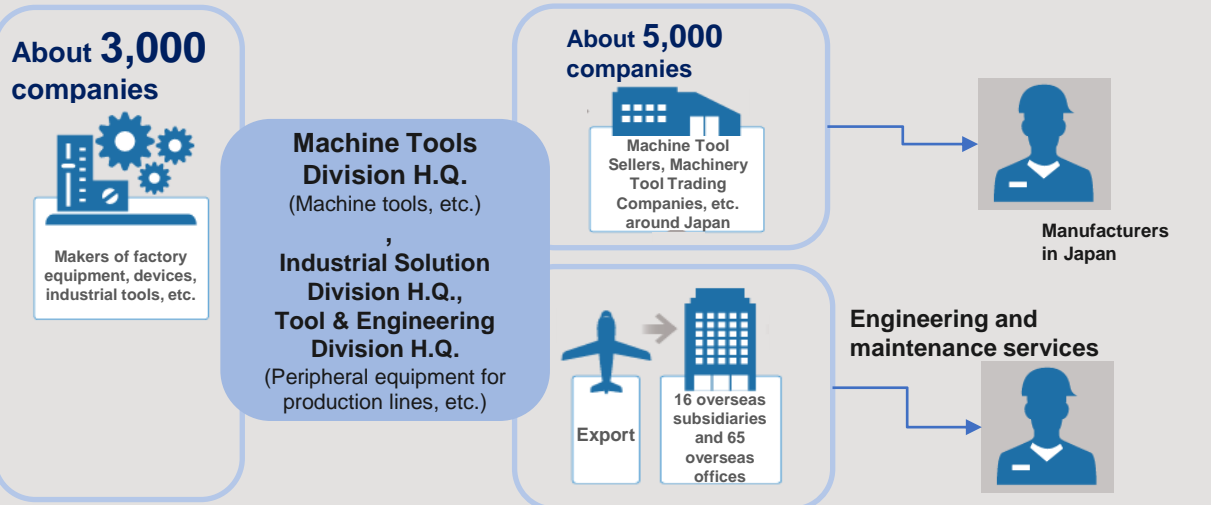 About 3,000
companies
Makers of factory
equipment, devices,
industrial tools, etc.
Machine Tools
Division H.Q.
(Machine tools, etc.)
,
Industrial Solution
Division H.Q.,
Tool & Engineering
Division H.Q.
(Peripheral equipment for
production lines, etc.)
About 5,000
companies
Machine Tool
Sellers, Machinery
Tool Trading
Companies, etc.
around Japan
Manufacturers
in Japan
Export
16 overseas
subsidiaries
and 65
overseas
offices
Engineering and
maintenance services